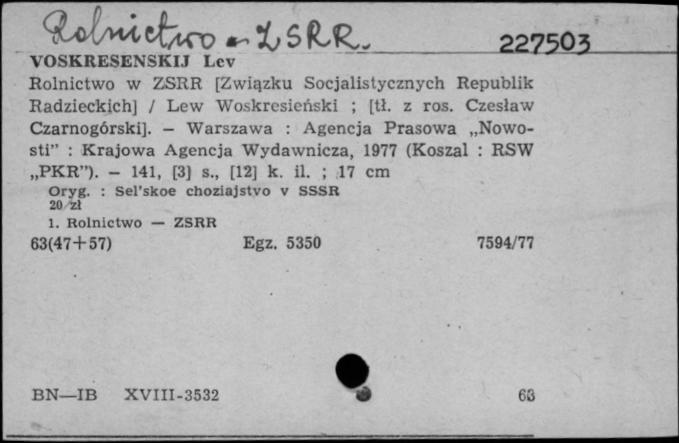 Rolnictwo - ZSRR.
227503
VOSKRESENSKIJ Lev
Rolnictwo w ZSRR [Związku Socjalistycznych Republik
Radzieckich] / Lew Woskresieński ; [tł. z ros. Czesław
Czarnogórski]. — Warszawa : Agencja Prasowa „Nowo-
sti” : Krajowa Agencja Wydawnicza, 1977 (Koszal : RSW
„PKR”). — 141, [3] s., [12] k. il. ; 17 cm
Oryg. : Sel'skoe choziajstvo v SSSR
20 zł
1. Rolnictwo — ZSRR
63(47+57) Egz. 5350 7594/77
BN—IB XVIII-3532 63